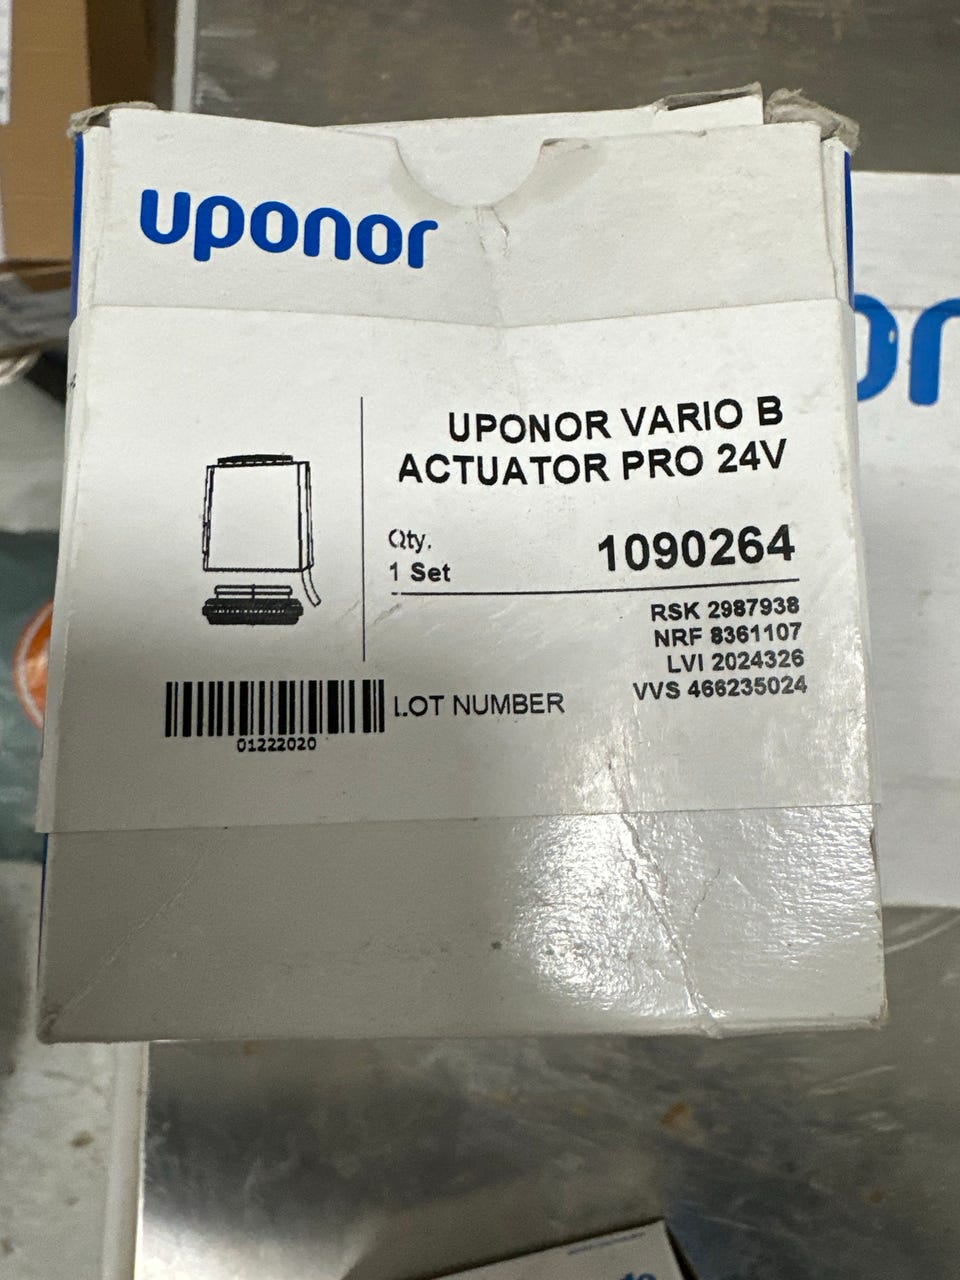 uponor
UPONOR VARIO B
ACTUATOR PRO 24V
Qty.
1 Set
1090264
RSK 2987938
NRF 8361107
LVI 2024326
VVS 466235024
LOT NUMBER
01222020
or